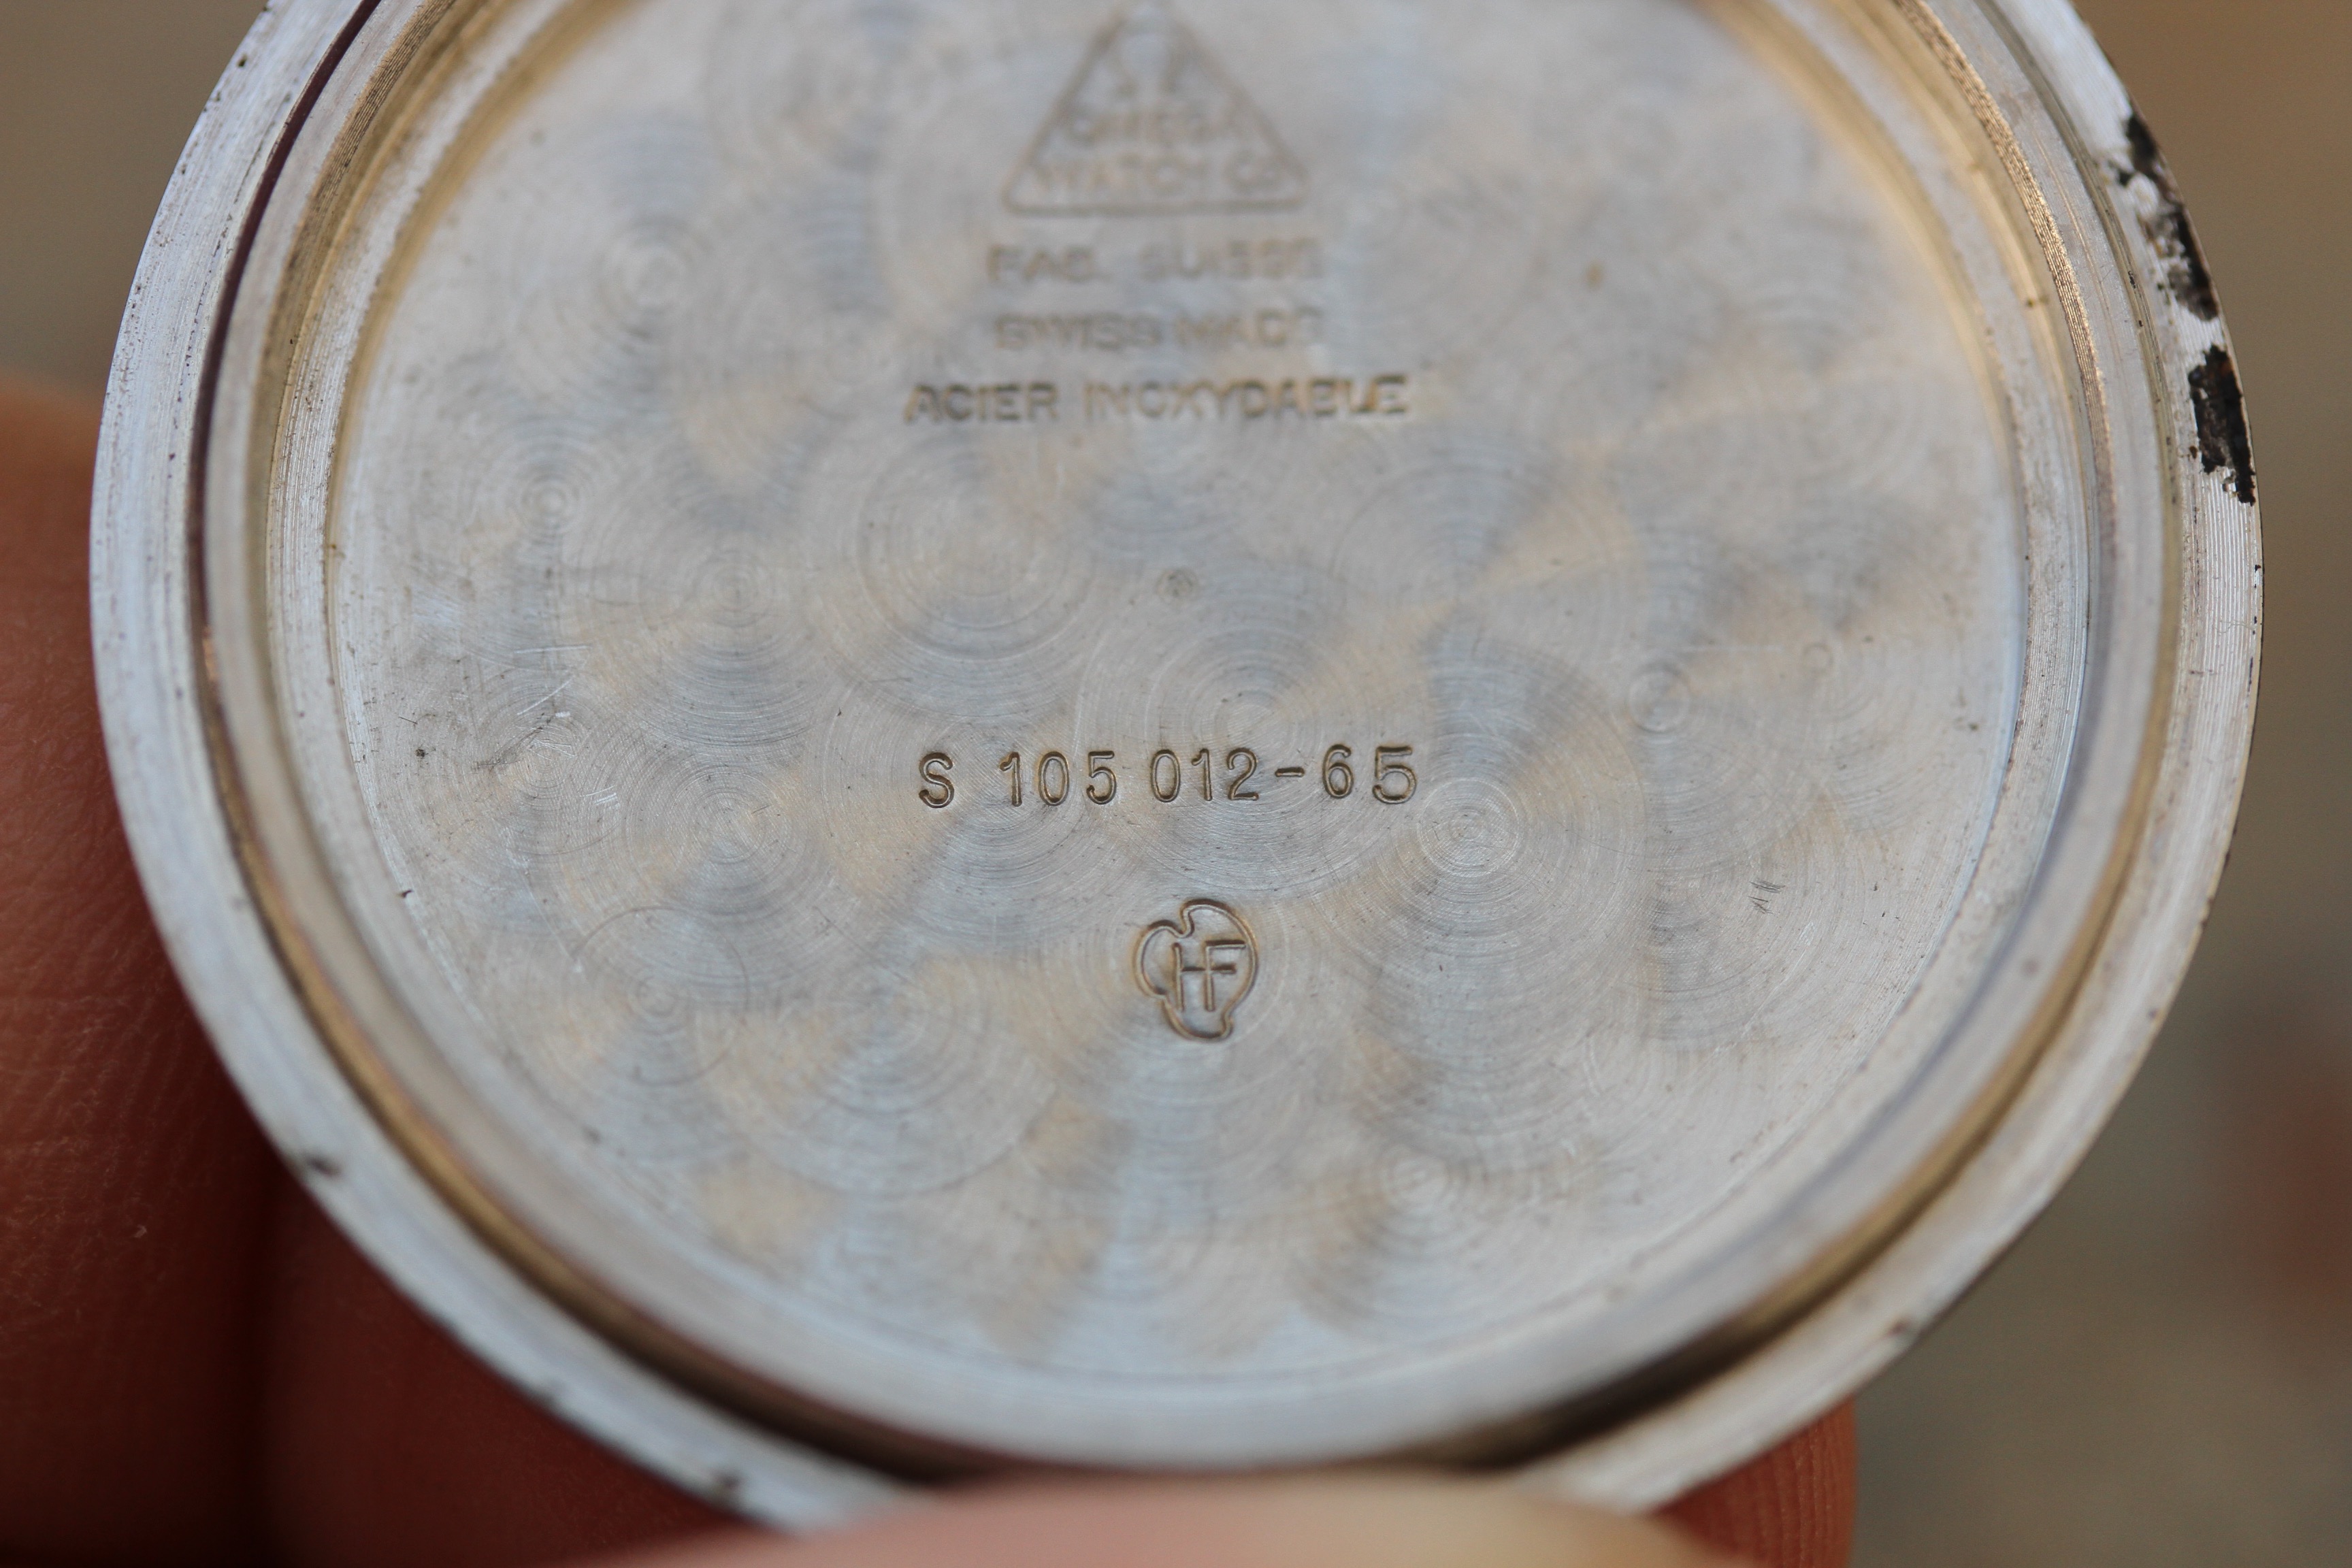 OMEGA
WATCH Co
FAB. SUISSE
SWISS MADE
ACIER INOXYDABLE
S 105 012-65
HF